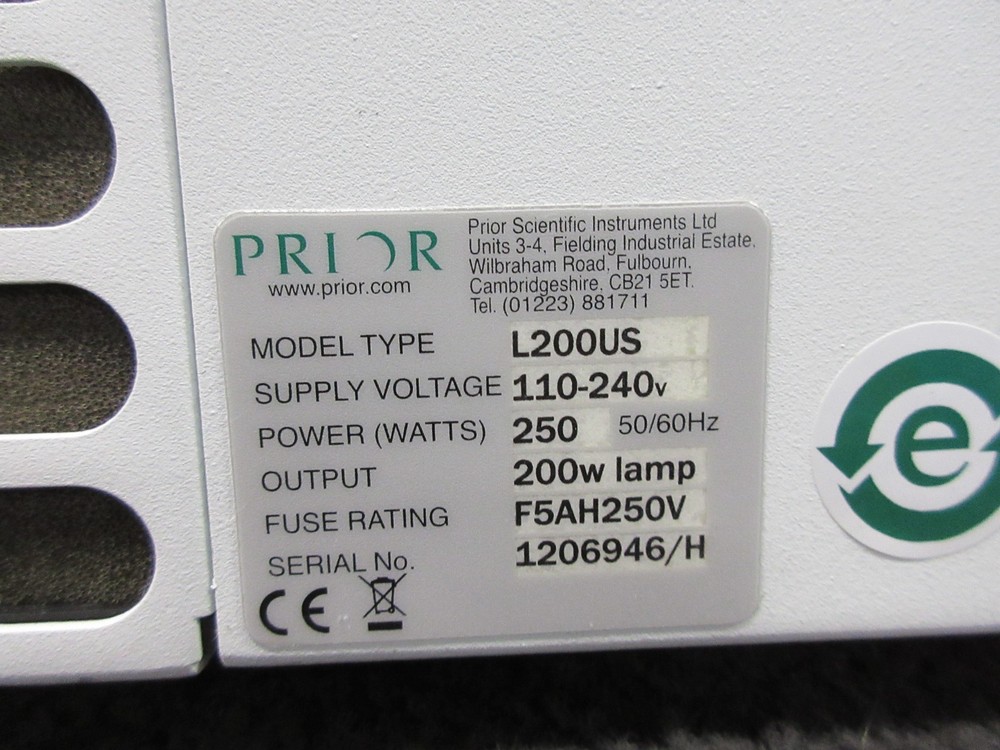 PRIOR
www.prior.com
Prior Scientific Instruments Ltd
Units 3-4, Fielding Industrial Estate.
Wilbraham Road, Fulbourn.
Cambridgeshire, CB21 5ET.
Tel. (01223) 881711
MODEL TYPE L200US
SUPPLY VOLTAGE 110-240v
POWER (WATTS) 250 50/60Hz
OUTPUT 200w lamp
FUSE RATING F5AH250V
SERIAL No. 1206946/H
CE
e